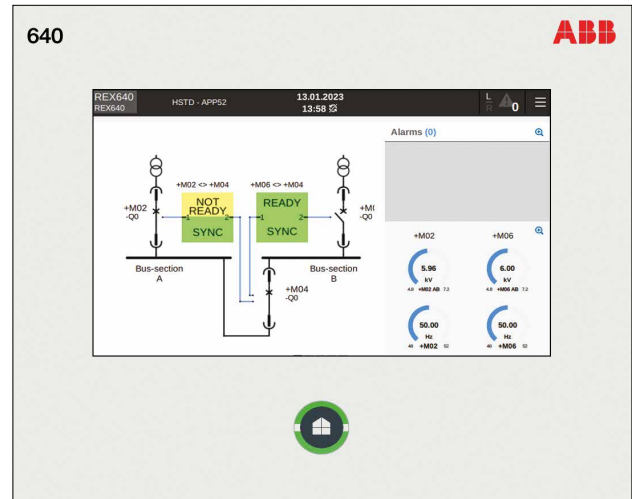 640
ABB
REX640
REX640
HSTD - APP52
13.01.2023
13:58
L
R
0
Alarms (0)
+M02 <> +M04
+M06 <> +M04
NOT
READY
1 2
SYNC
READY
1 2
SYNC
+M02
-Q0
+M(
-Q0
Bus-section
A
Bus-section
B
+M04
-Q0
+M02
+M06
5.96
kV
4.8 +M02 AB 7.2
6.00
kV
4.8 +M06 AB 7.2
50.00
Hz
+M02 52
50.00
Hz
+M06 52